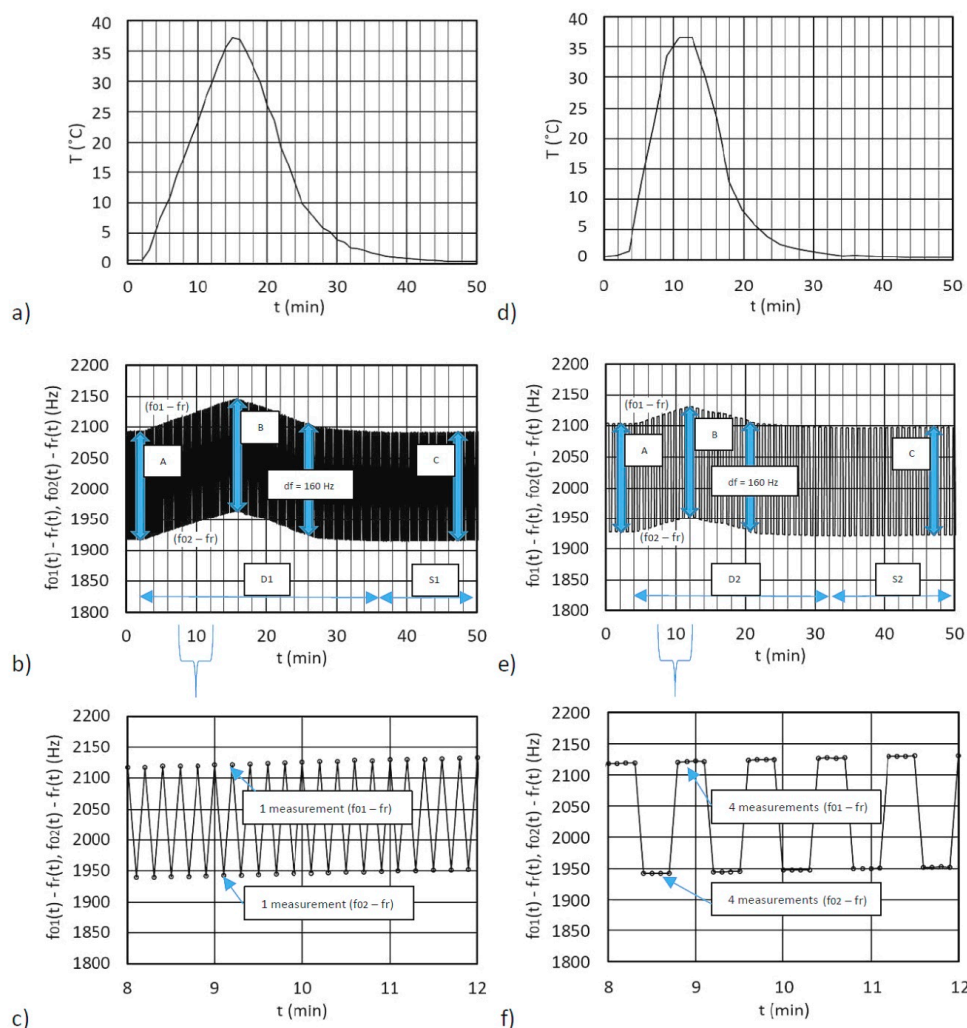 40
35
30
25
20
15
10
5
0
T (˚C)
0 10 20 30 40 50
t (min)
a)
40
35
30
25
20
15
10
5
0
T (˚C)
0 10 20 30 40 50
t (min)
d)
2200
2150
2100
2050
2000
1950
1900
1850
1800
f01(t) - fr(t), f02(t) - fr(t) (Hz)
(f01 – fr)
B
A
C
df = 160 Hz
(f02 – fr)
D1
S1
0 10 20 30 40 50
t (min)
b)
2200
2150
2100
2050
2000
1950
1900
1850
1800
f01(t) - fr(t), f02(t) - fr(t) (Hz)
(f01 – fr)
B
A
C
df = 160 Hz
(f02 – fr)
D2
S2
0 10 20 30 40 50
t (min)
e)
2200
2150
2100
2050
2000
1950
1900
1850
1800
f01(t) - fr(t), f02(t) - fr(t) (Hz)
1 measurement (f01 – fr)
1 measurement (f02 – fr)
8 9 10 11 12
t (min)
c)
2200
2150
2100
2050
2000
1950
1900
1850
1800
f01(t) - fr(t), f02(t) - fr(t) (Hz)
4 measurements (f01 – fr)
4 measurements (f02 – fr)
8 9 10 11 12
t (min)
f)